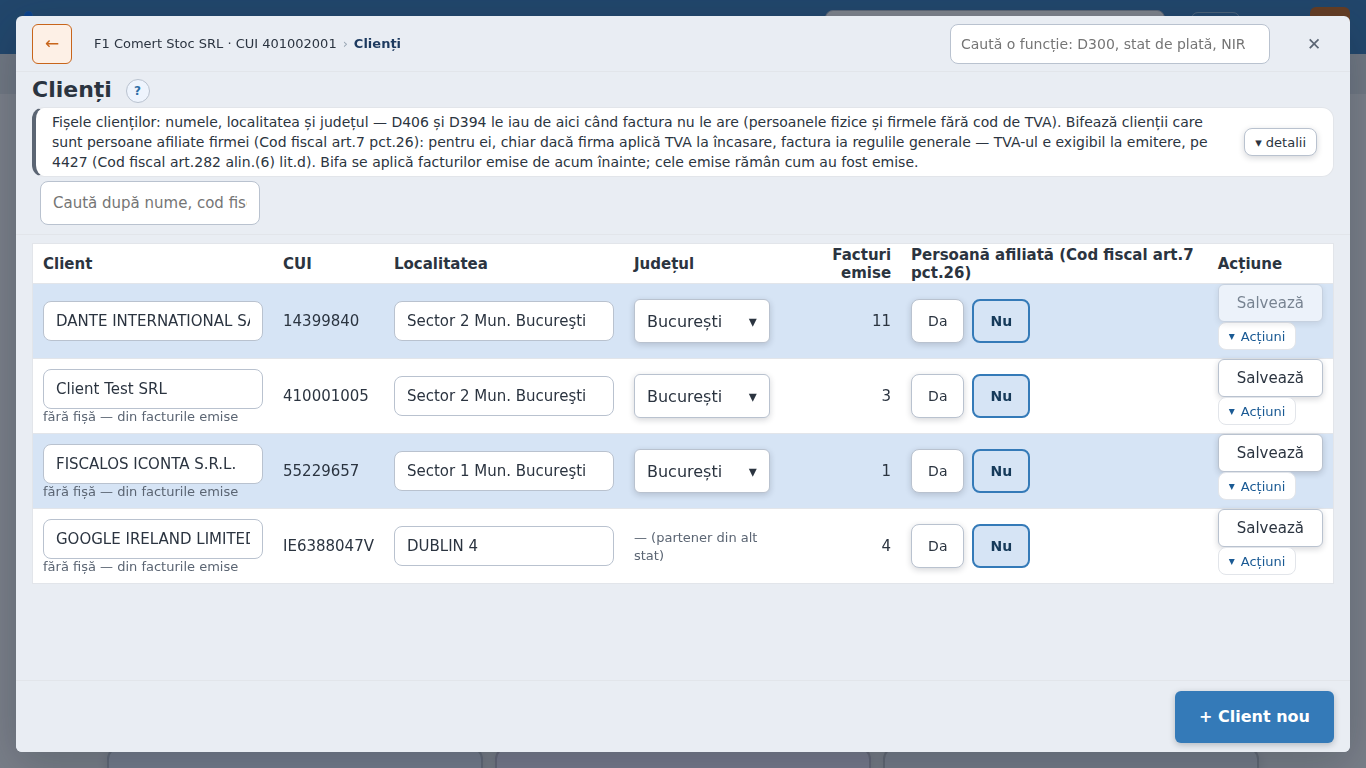 ← F1 Comert Stoc SRL · CUI 401002001 › Clienți Caută o funcție: D300, stat de plată, NIR ✕
Clienți ?
Fișele clienților: numele, localitatea și județul — D406 și D394 le iau de aici când factura nu le are (persoanele fizice și firmele fără cod de TVA). Bifează clienții care
sunt persoane afiliate firmei (Cod fiscal art.7 pct.26): pentru ei, chiar dacă firma aplică TVA la încasare, factura ia regulile generale — TVA-ul e exigibil la emitere, pe
4427 (Cod fiscal art.282 alin.(6) lit.d). Bifa se aplică facturilor emise de acum înainte; cele emise rămân cum au fost emise.
▾ detalii
Caută după nume, cod fis
Client CUI Localitatea Județul Facturi emise Persoană afiliată (Cod fiscal art.7 pct.26) Acțiune
DANTE INTERNATIONAL 14399840 Sector 2 Mun. Bucureşti București ▾ 11 Da Nu Salvează
▾ Acțiuni
Client Test SRL 410001005 Sector 2 Mun. Bucureşti București ▾ 3 Da Nu Salvează
fără fișă — din facturile emise ▾ Acțiuni
FISCALOS ICONTA S.R.L. 55229657 Sector 1 Mun. Bucureşti București ▾ 1 Da Nu Salvează
fără fișă — din facturile emise ▾ Acțiuni
GOOGLE IRELAND LIMITED IE6388047V DUBLIN 4 — (partener din alt stat) 4 Da Nu Salvează
fără fișă — din facturile emise ▾ Acțiuni
+ Client nou